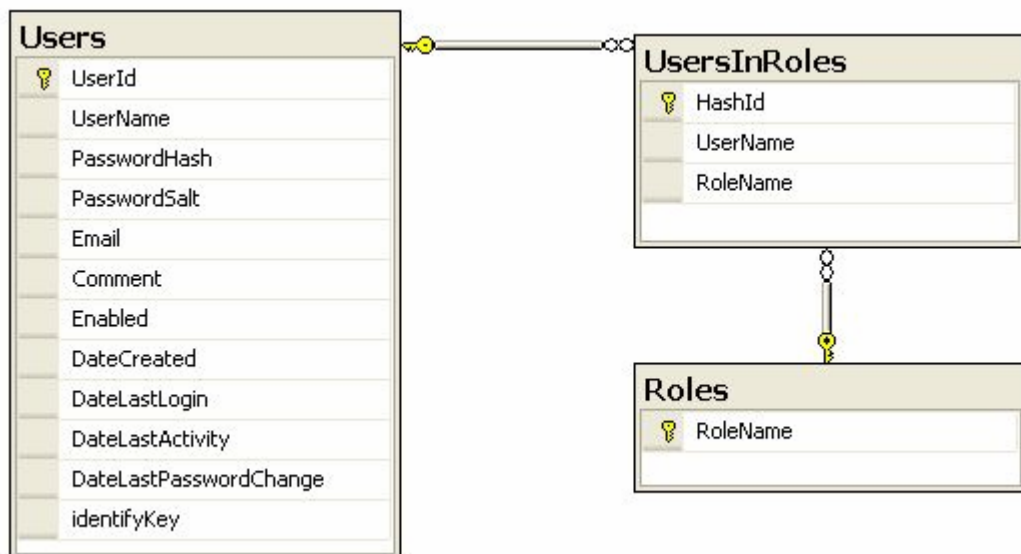 Users
UserId
UserName
PasswordHash
PasswordSalt
Email
Comment
Enabled
DateCreated
DateLastLogin
DateLastActivity
DateLastPasswordChange
identifyKey
UsersInRoles
HashId
UserName
RoleName
Roles
RoleName